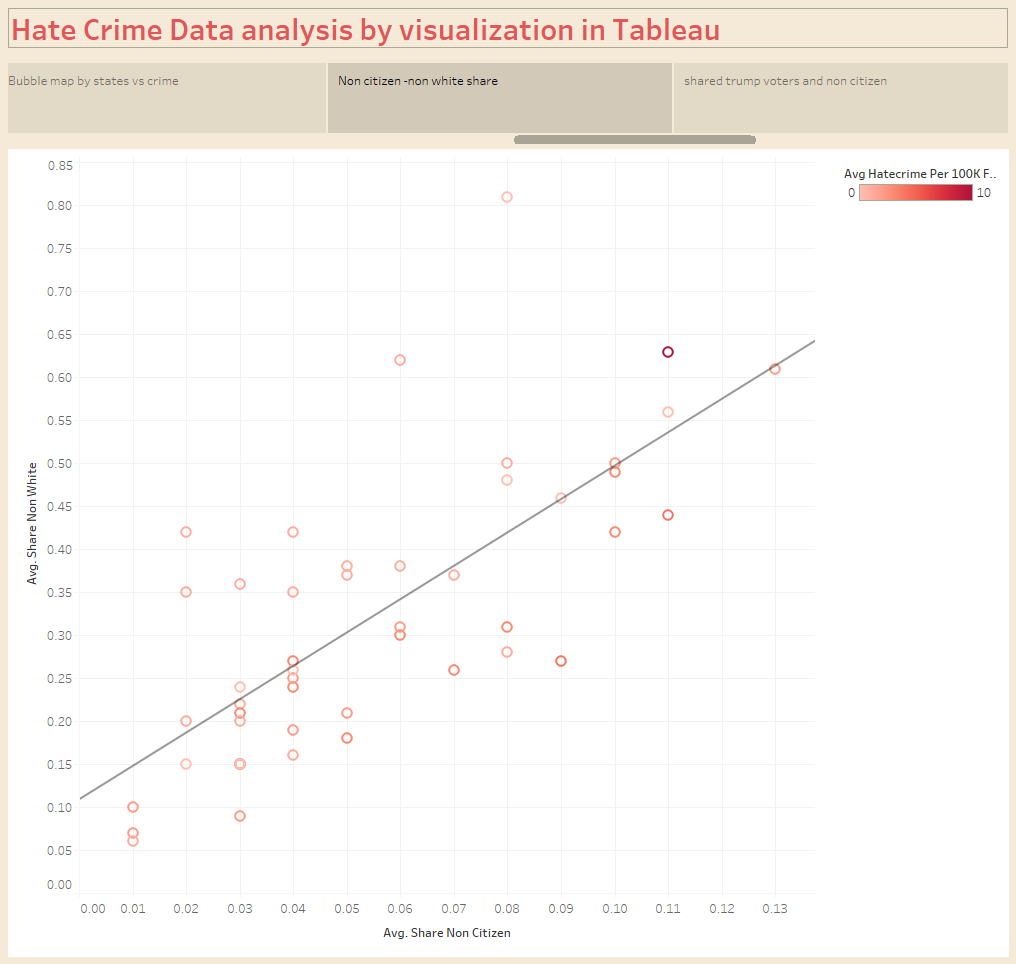 Hate Crime Data analysis by visualization in Tableau
Bubble map by states vs crime
Non citizen -non white share
shared trump voters and non citizen
Avg Hatecrime Per 100K F..
0 10
0.85
0.80
0.75
0.70
0.65
0.60
0.55
0.50
0.45
0.40
0.35
0.30
0.25
0.20
0.15
0.10
0.05
0.00
Avg. Share Non White
0.00 0.01 0.02 0.03 0.04 0.05 0.06 0.07 0.08 0.09 0.10 0.11 0.12 0.13
Avg. Share Non Citizen